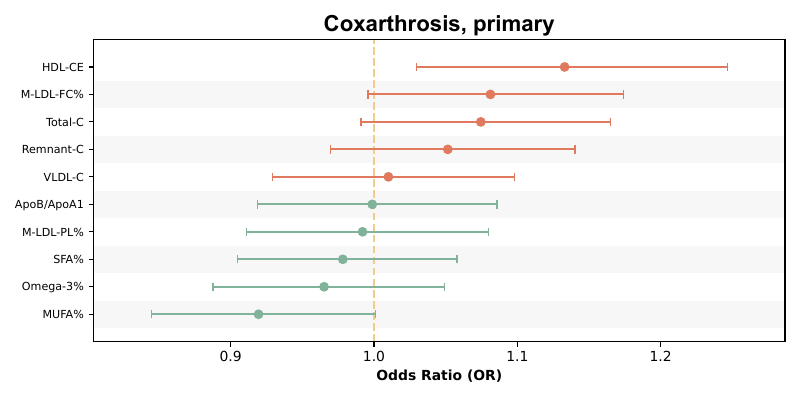 Coxarthrosis, primary
HDL-CE
M-LDL-FC%
Total-C
Remnant-C
VLDL-C
ApoB/ApoA1
M-LDL-PL%
SFA%
Omega-3%
MUFA%
0.9 1.0 1.1 1.2
Odds Ratio (OR)